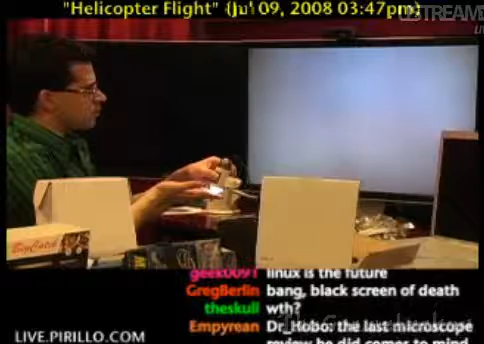 "Helicopter Flight" (Jul 09, 2008 03:47pm)
USTREAM
geek0091 linux is the future
GregBerlin bang, black screen of death
theskull wth?
Empyrean Dr_Hobo: the last microscope
review he did comes to mind
LIVE.PIRILLO.COM